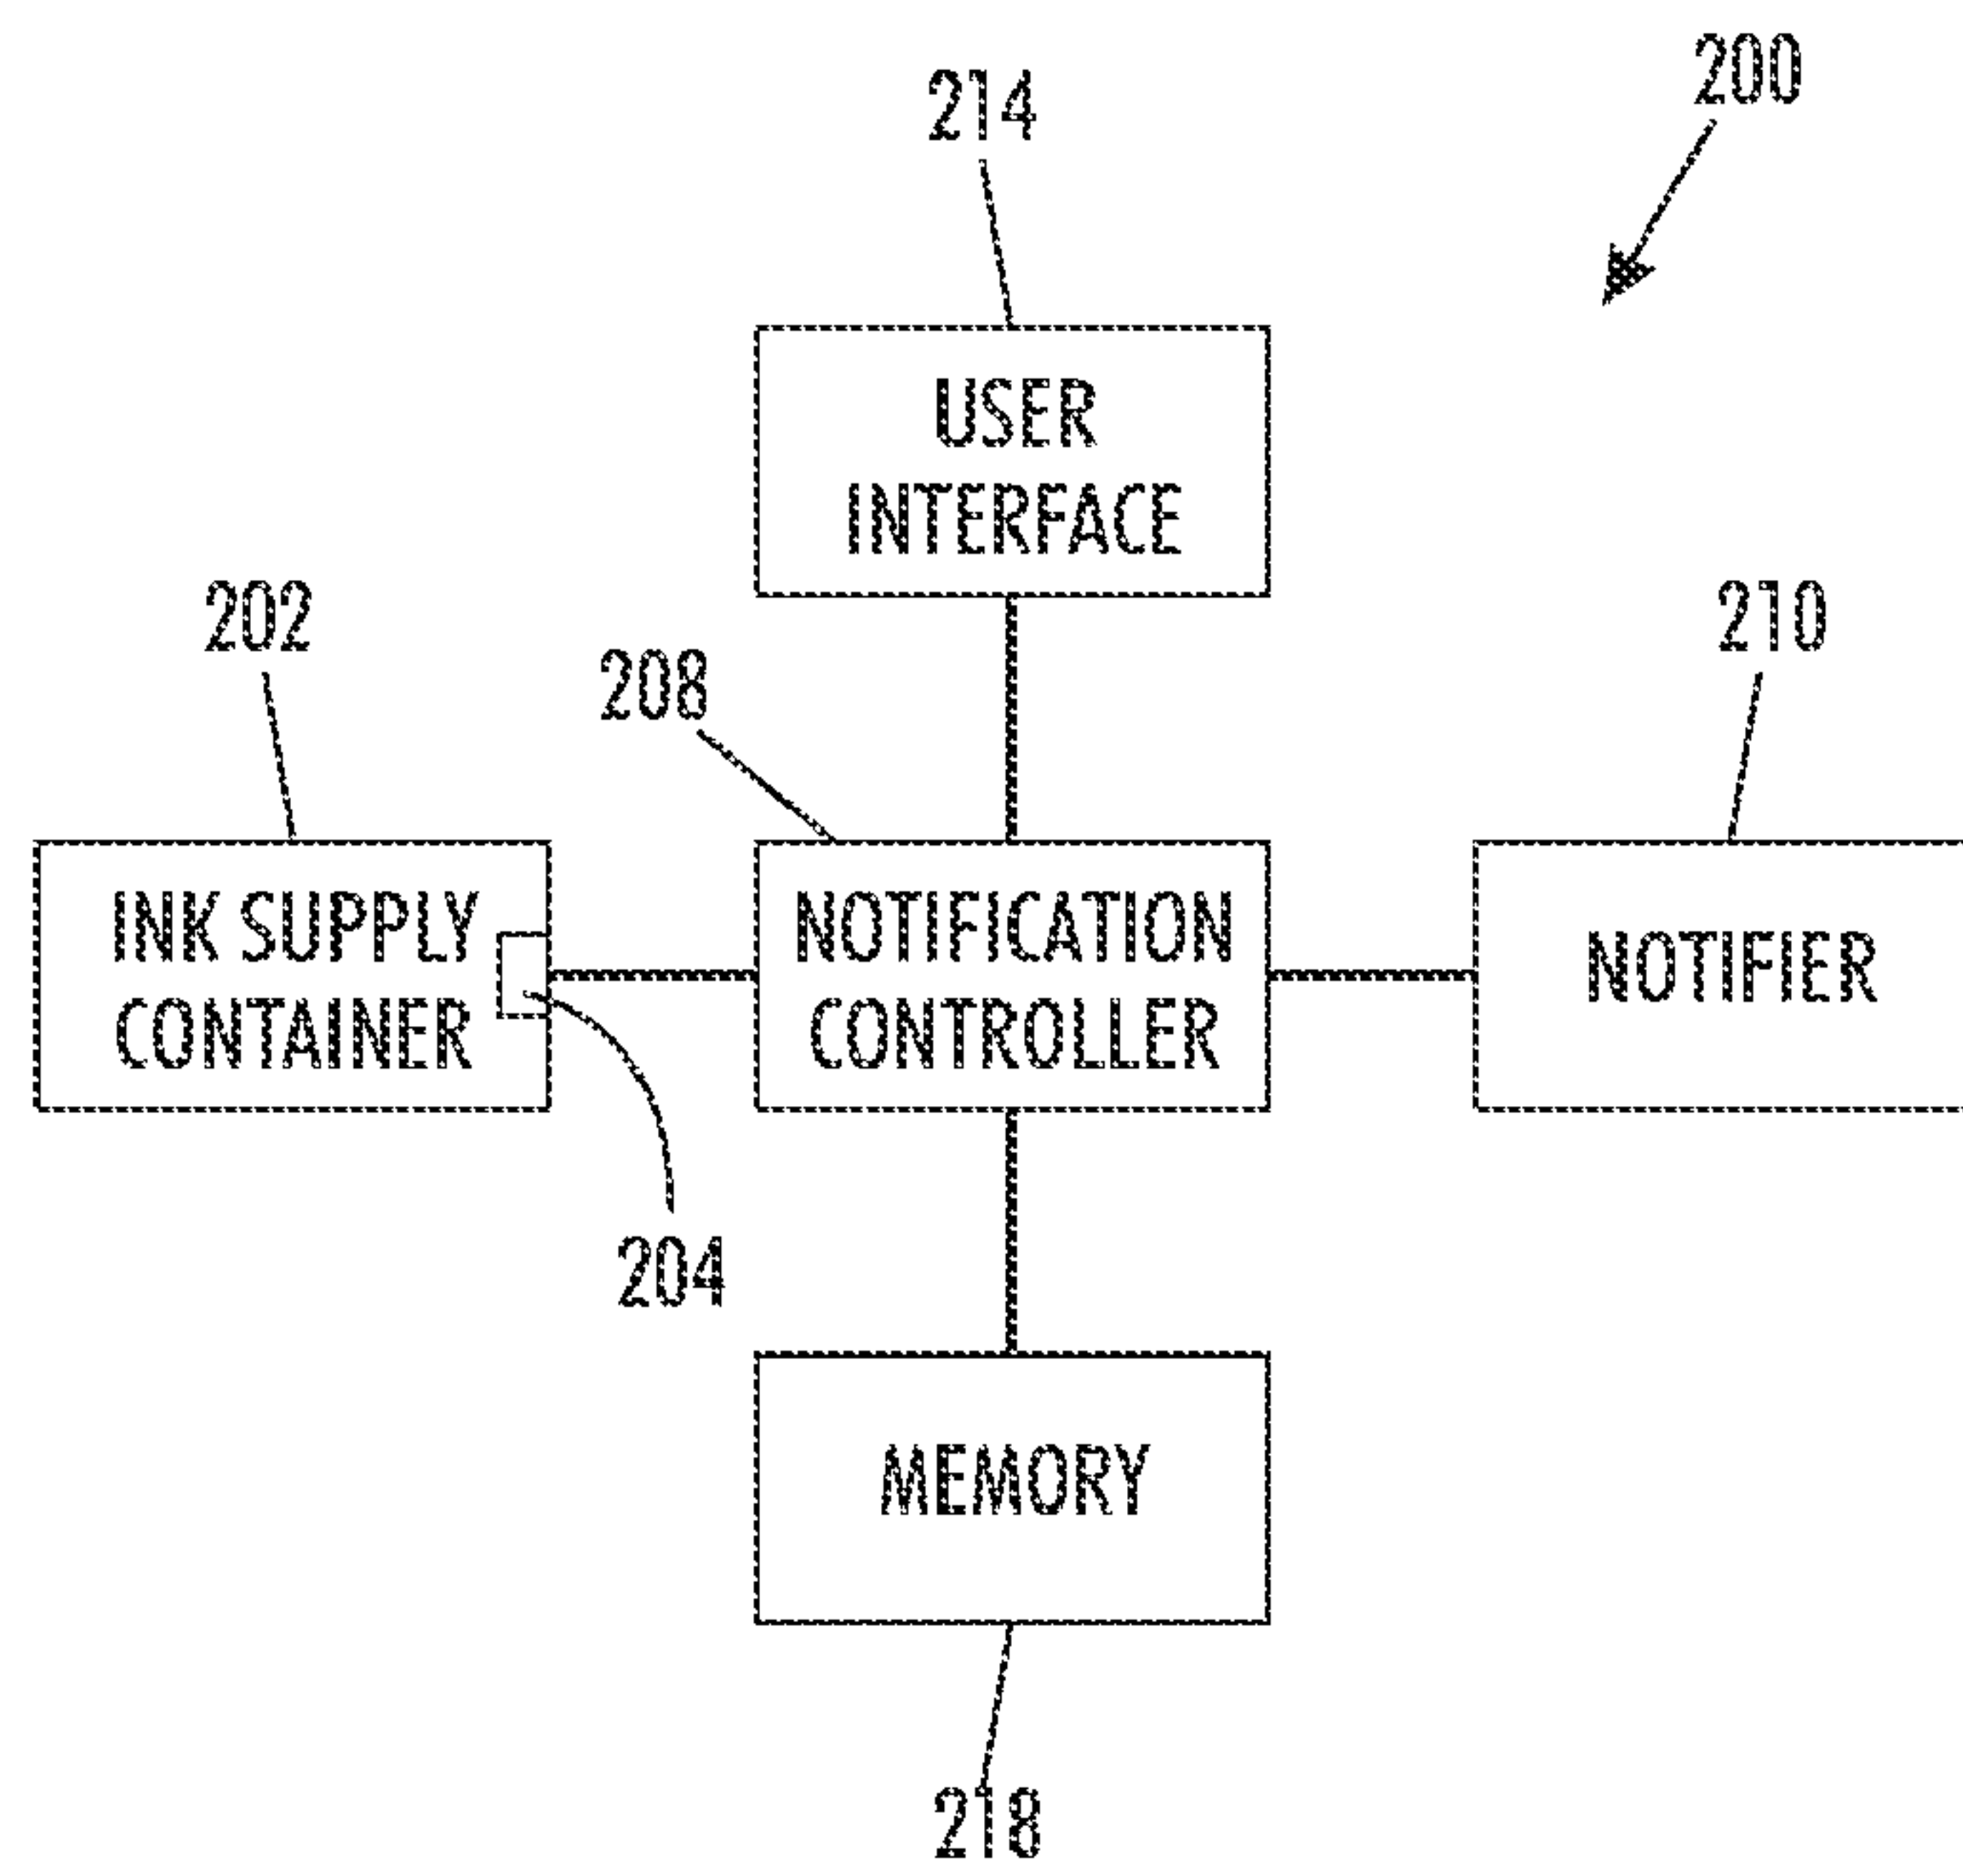 200
214
USER
INTERFACE
202
208
210
INK SUPPLY
CONTAINER
NOTIFICATION
CONTROLLER
NOTIFIER
204
MEMORY
218